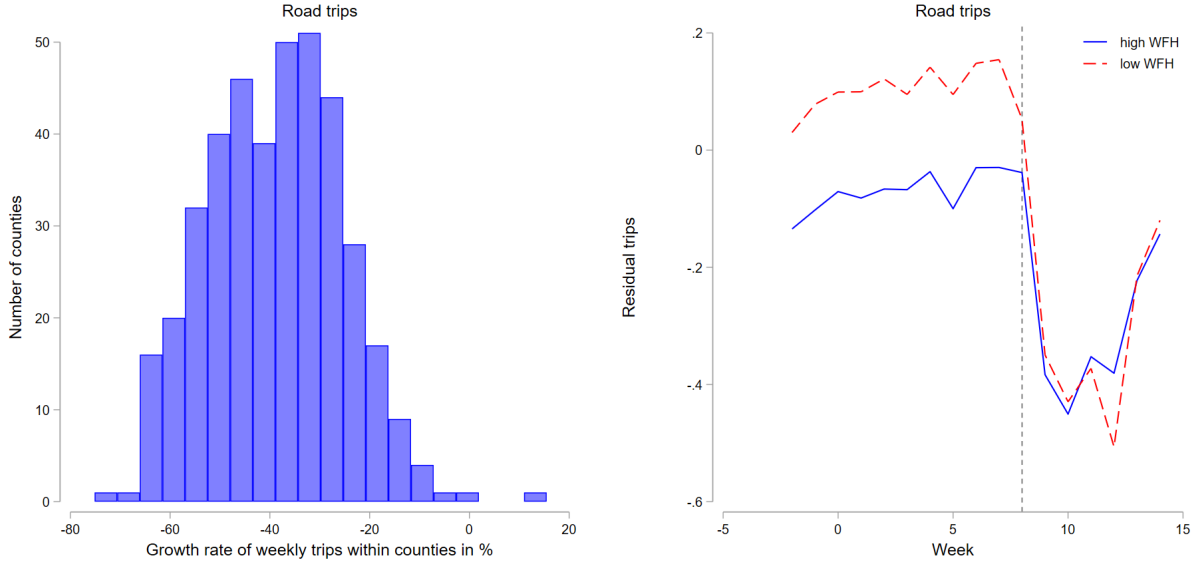 Road trips
Number of counties
50
40
30
20
10
0
-80
-60
-40
-20
0
20
Growth rate of weekly trips within counties in %
Road trips
high WFH
low WFH
Residual trips
.2
0
-.2
-.4
-.6
-5
0
5
10
15
Week